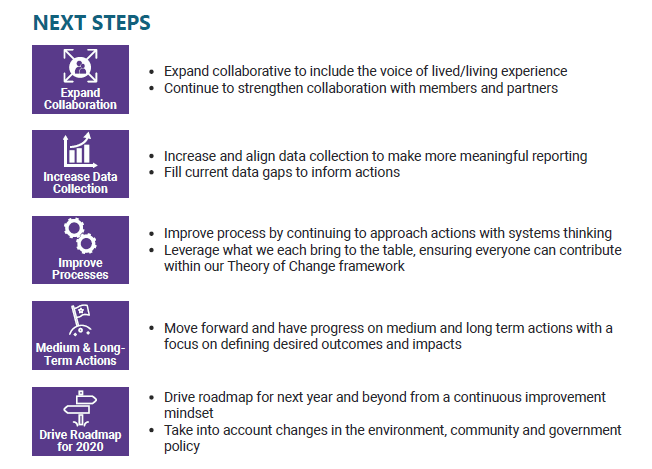 NEXT STEPS
Expand
Collaboration
• Expand collaborative to include the voice of lived/living experience
• Continue to strengthen collaboration with members and partners
Increase Data
Collection
• Increase and align data collection to make more meaningful reporting
• Fill current data gaps to inform actions
Improve
Processes
• Improve process by continuing to approach actions with systems thinking
• Leverage what we each bring to the table, ensuring everyone can contribute
within our Theory of Change framework
Medium & Long-
Term Actions
• Move forward and have progress on medium and long term actions with a
focus on defining desired outcomes and impacts
Drive Roadmap
for 2020
• Drive roadmap for next year and beyond from a continuous improvement
mindset
• Take into account changes in the environment, community and government
policy